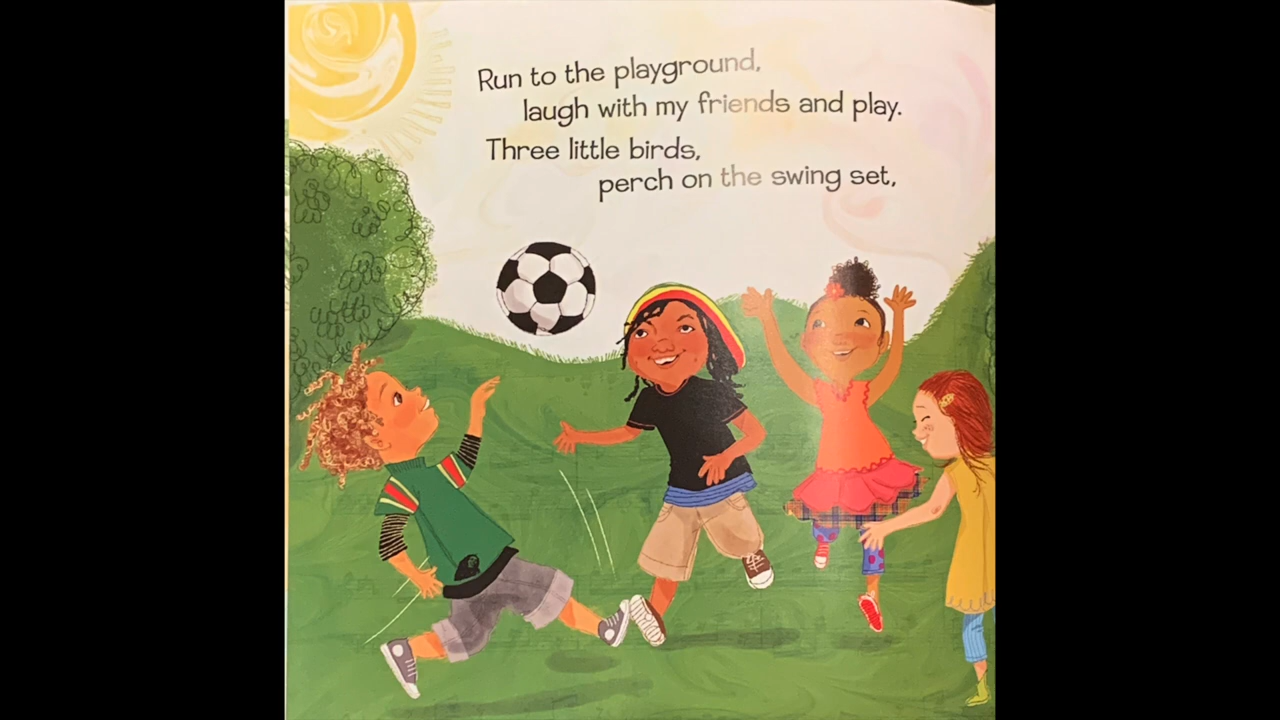 Run to the playground,
laugh with my friends and play.
Three little birds,
perch on the swing set,